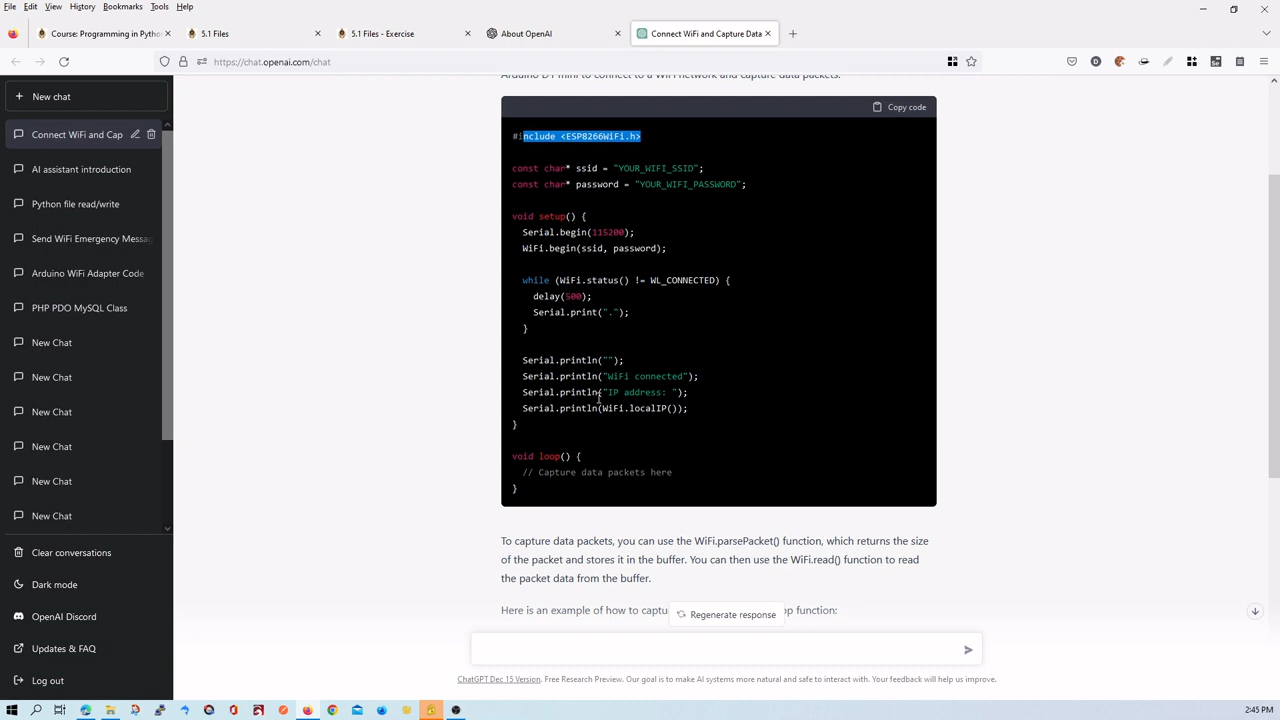 File Edit View History Bookmarks Tools Help
Course: Programming in Pytho
5.1 Files
5.1 Files - Exercise
About OpenAI
Connect WiFi and Capture Data
https://chat.openai.com/chat
New chat
Connect WiFi and Cap
AI assistant introduction
Python file read/write
Send WiFi Emergency Messag
Arduino WiFi Adapter Code
PHP PDO MySQL Class
New Chat
New Chat
New Chat
New Chat
New Chat
New Chat
Clear conversations
Dark mode
OpenAI Discord
Updates & FAQ
Log out
Arduino D1 mini to connect to a WiFi network and capture data packets:
Copy code
#include <ESP8266WiFi.h>
const char* ssid = "YOUR_WIFI_SSID";
const char* password = "YOUR_WIFI_PASSWORD";
void setup() {
Serial.begin(115200);
WiFi.begin(ssid, password);
while (WiFi.status() != WL_CONNECTED) {
delay(500);
Serial.print(".");
}
Serial.println("");
Serial.println("WiFi connected");
Serial.println("IP address: ");
Serial.println(WiFi.localIP());
}
void loop() {
// Capture data packets here
}
To capture data packets, you can use the WiFi.parsePacket() function, which returns the size
of the packet and stores it in the buffer. You can then use the WiFi.read() function to read
the packet data from the buffer.
Here is an example of how to captu
op function:
Regenerate response
ChatGPT Dec 15 Version. Free Research Preview. Our goal is to make AI systems more natural and safe to interact with. Your feedback will help us improve.
2:45 PM